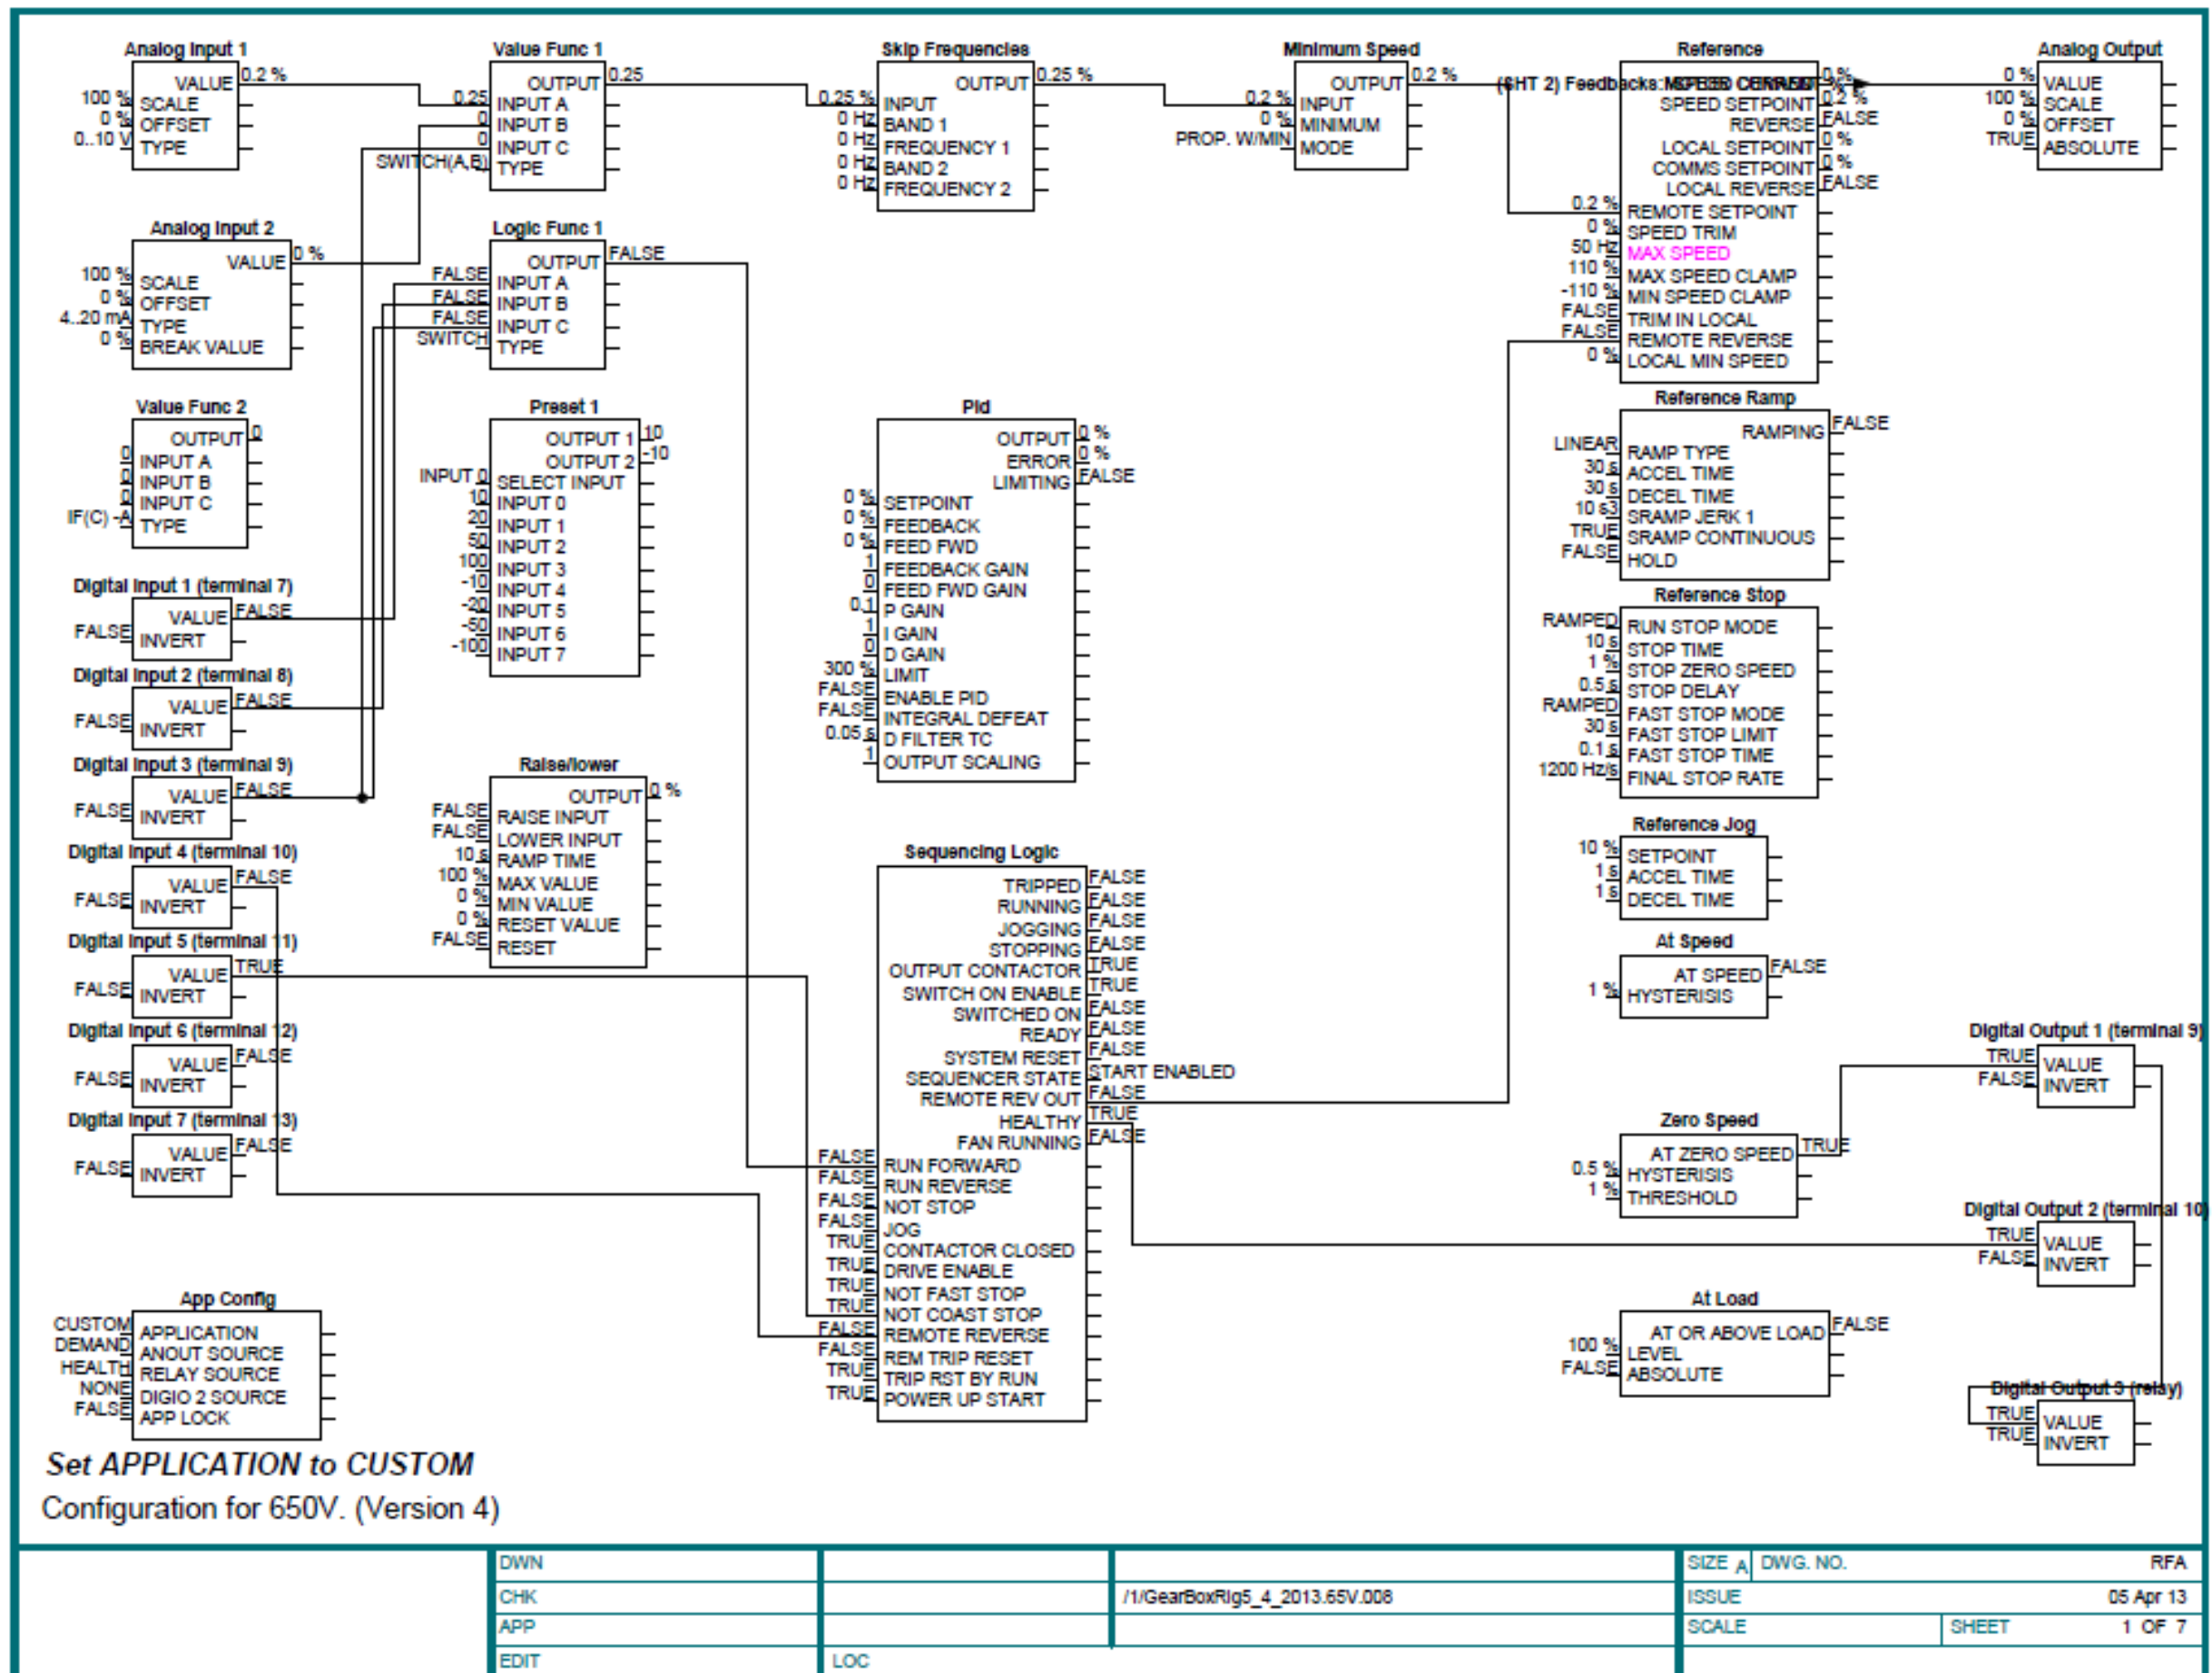 Analog Input 1
VALUE 0.2 %
100 % SCALE
0 % OFFSET
0..10 V TYPE
Value Func 1
OUTPUT 0.25
0.25 INPUT A
0 INPUT B
0 INPUT C
SWITCH(A,B) TYPE
Skip Frequencies
OUTPUT 0.25 %
0.25 % INPUT
0 Hz BAND 1
0 Hz FREQUENCY 1
0 Hz BAND 2
0 Hz FREQUENCY 2
Minimum Speed
OUTPUT 0.2 %
0.2 % INPUT
0 % MINIMUM
PROP. W/MIN MODE
Reference
(SHT 2) Feedbacks: 0 %
SPEED SETPOINT 0.2 %
REVERSE FALSE
LOCAL SETPOINT 0 %
COMMS SETPOINT 0 %
LOCAL REVERSE FALSE
0.2 % REMOTE SETPOINT
0 % SPEED TRIM
50 Hz MAX SPEED
110 % MAX SPEED CLAMP
-110 % MIN SPEED CLAMP
FALSE TRIM IN LOCAL
FALSE REMOTE REVERSE
0 % LOCAL MIN SPEED
Analog Output
0 % VALUE
100 % SCALE
0 % OFFSET
TRUE ABSOLUTE
Analog Input 2
VALUE 0 %
100 % SCALE
0 % OFFSET
4..20 mA TYPE
0 % BREAK VALUE
Logic Func 1
OUTPUT FALSE
FALSE INPUT A
FALSE INPUT B
FALSE INPUT C
SWITCH TYPE
Value Func 2
OUTPUT 0
0 INPUT A
0 INPUT B
0 INPUT C
IF(C) -A TYPE
Preset 1
OUTPUT 1 10
OUTPUT 2 -10
INPUT 0 SELECT INPUT
10 INPUT 0
20 INPUT 1
50 INPUT 2
100 INPUT 3
-10 INPUT 4
-20 INPUT 5
-50 INPUT 6
-100 INPUT 7
Pid
OUTPUT 0 %
ERROR 0 %
LIMITING FALSE
0 % SETPOINT
0 % FEEDBACK
0 % FEED FWD
1 FEEDBACK GAIN
0 FEED FWD GAIN
0.1 P GAIN
1 I GAIN
0 D GAIN
300 % LIMIT
FALSE ENABLE PID
FALSE INTEGRAL DEFEAT
0.05 s D FILTER TC
1 OUTPUT SCALING
Reference Ramp
RAMPING FALSE
LINEAR RAMP TYPE
30 s ACCEL TIME
30 s DECEL TIME
10 s3 SRAMP JERK 1
TRUE SRAMP CONTINUOUS
FALSE HOLD
Digital Input 1 (terminal 7)
VALUE FALSE
FALSE INVERT
Digital Input 2 (terminal 8)
VALUE FALSE
FALSE INVERT
Digital Input 3 (terminal 9)
VALUE FALSE
FALSE INVERT
Digital Input 4 (terminal 10)
VALUE FALSE
FALSE INVERT
Digital Input 5 (terminal 11)
VALUE TRUE
FALSE INVERT
Digital Input 6 (terminal 12)
VALUE FALSE
FALSE INVERT
Digital Input 7 (terminal 13)
VALUE FALSE
FALSE INVERT
Raise/lower
OUTPUT 0 %
FALSE RAISE INPUT
FALSE LOWER INPUT
10 s RAMP TIME
100 % MAX VALUE
0 % MIN VALUE
0 % RESET VALUE
FALSE RESET
Reference Stop
RAMPED RUN STOP MODE
10 s STOP TIME
1 % STOP ZERO SPEED
0.5 s STOP DELAY
RAMPED FAST STOP MODE
30 s FAST STOP LIMIT
0.1 s FAST STOP TIME
1200 Hz/s FINAL STOP RATE
Reference Jog
10 % SETPOINT
1 s ACCEL TIME
1 s DECEL TIME
Sequencing Logic
TRIPPED FALSE
RUNNING FALSE
JOGGING FALSE
STOPPING FALSE
OUTPUT CONTACTOR TRUE
SWITCH ON ENABLE TRUE
SWITCHED ON FALSE
READY FALSE
SYSTEM RESET FALSE
SEQUENCER STATE START ENABLED
REMOTE REV OUT FALSE
HEALTHY TRUE
FAN RUNNING FALSE
FALSE RUN FORWARD
FALSE RUN REVERSE
FALSE NOT STOP
FALSE JOG
TRUE CONTACTOR CLOSED
TRUE DRIVE ENABLE
TRUE NOT FAST STOP
TRUE NOT COAST STOP
FALSE REMOTE REVERSE
FALSE REM TRIP RESET
TRUE TRIP RST BY RUN
TRUE POWER UP START
At Speed
AT SPEED FALSE
1 % HYSTERISIS
Zero Speed
AT ZERO SPEED TRUE
0.5 % HYSTERISIS
1 % THRESHOLD
At Load
AT OR ABOVE LOAD FALSE
100 % LEVEL
FALSE ABSOLUTE
Digital Output 1 (terminal 9)
TRUE VALUE
FALSE INVERT
Digital Output 2 (terminal 10)
TRUE VALUE
FALSE INVERT
Digital Output 3 (relay)
TRUE VALUE
TRUE INVERT
App Config
CUSTOM APPLICATION
DEMAND ANOUT SOURCE
HEALTH RELAY SOURCE
NONE DIGIO 2 SOURCE
FALSE APP LOCK
Set APPLICATION to CUSTOM
Configuration for 650V. (Version 4)
DWN
CHK
APP
EDIT
LOC
/1/GearBoxRig5_4_2013.65V.008
SIZE A DWG. NO. RFA
ISSUE 05 Apr 13
SCALE SHEET 1 OF 7